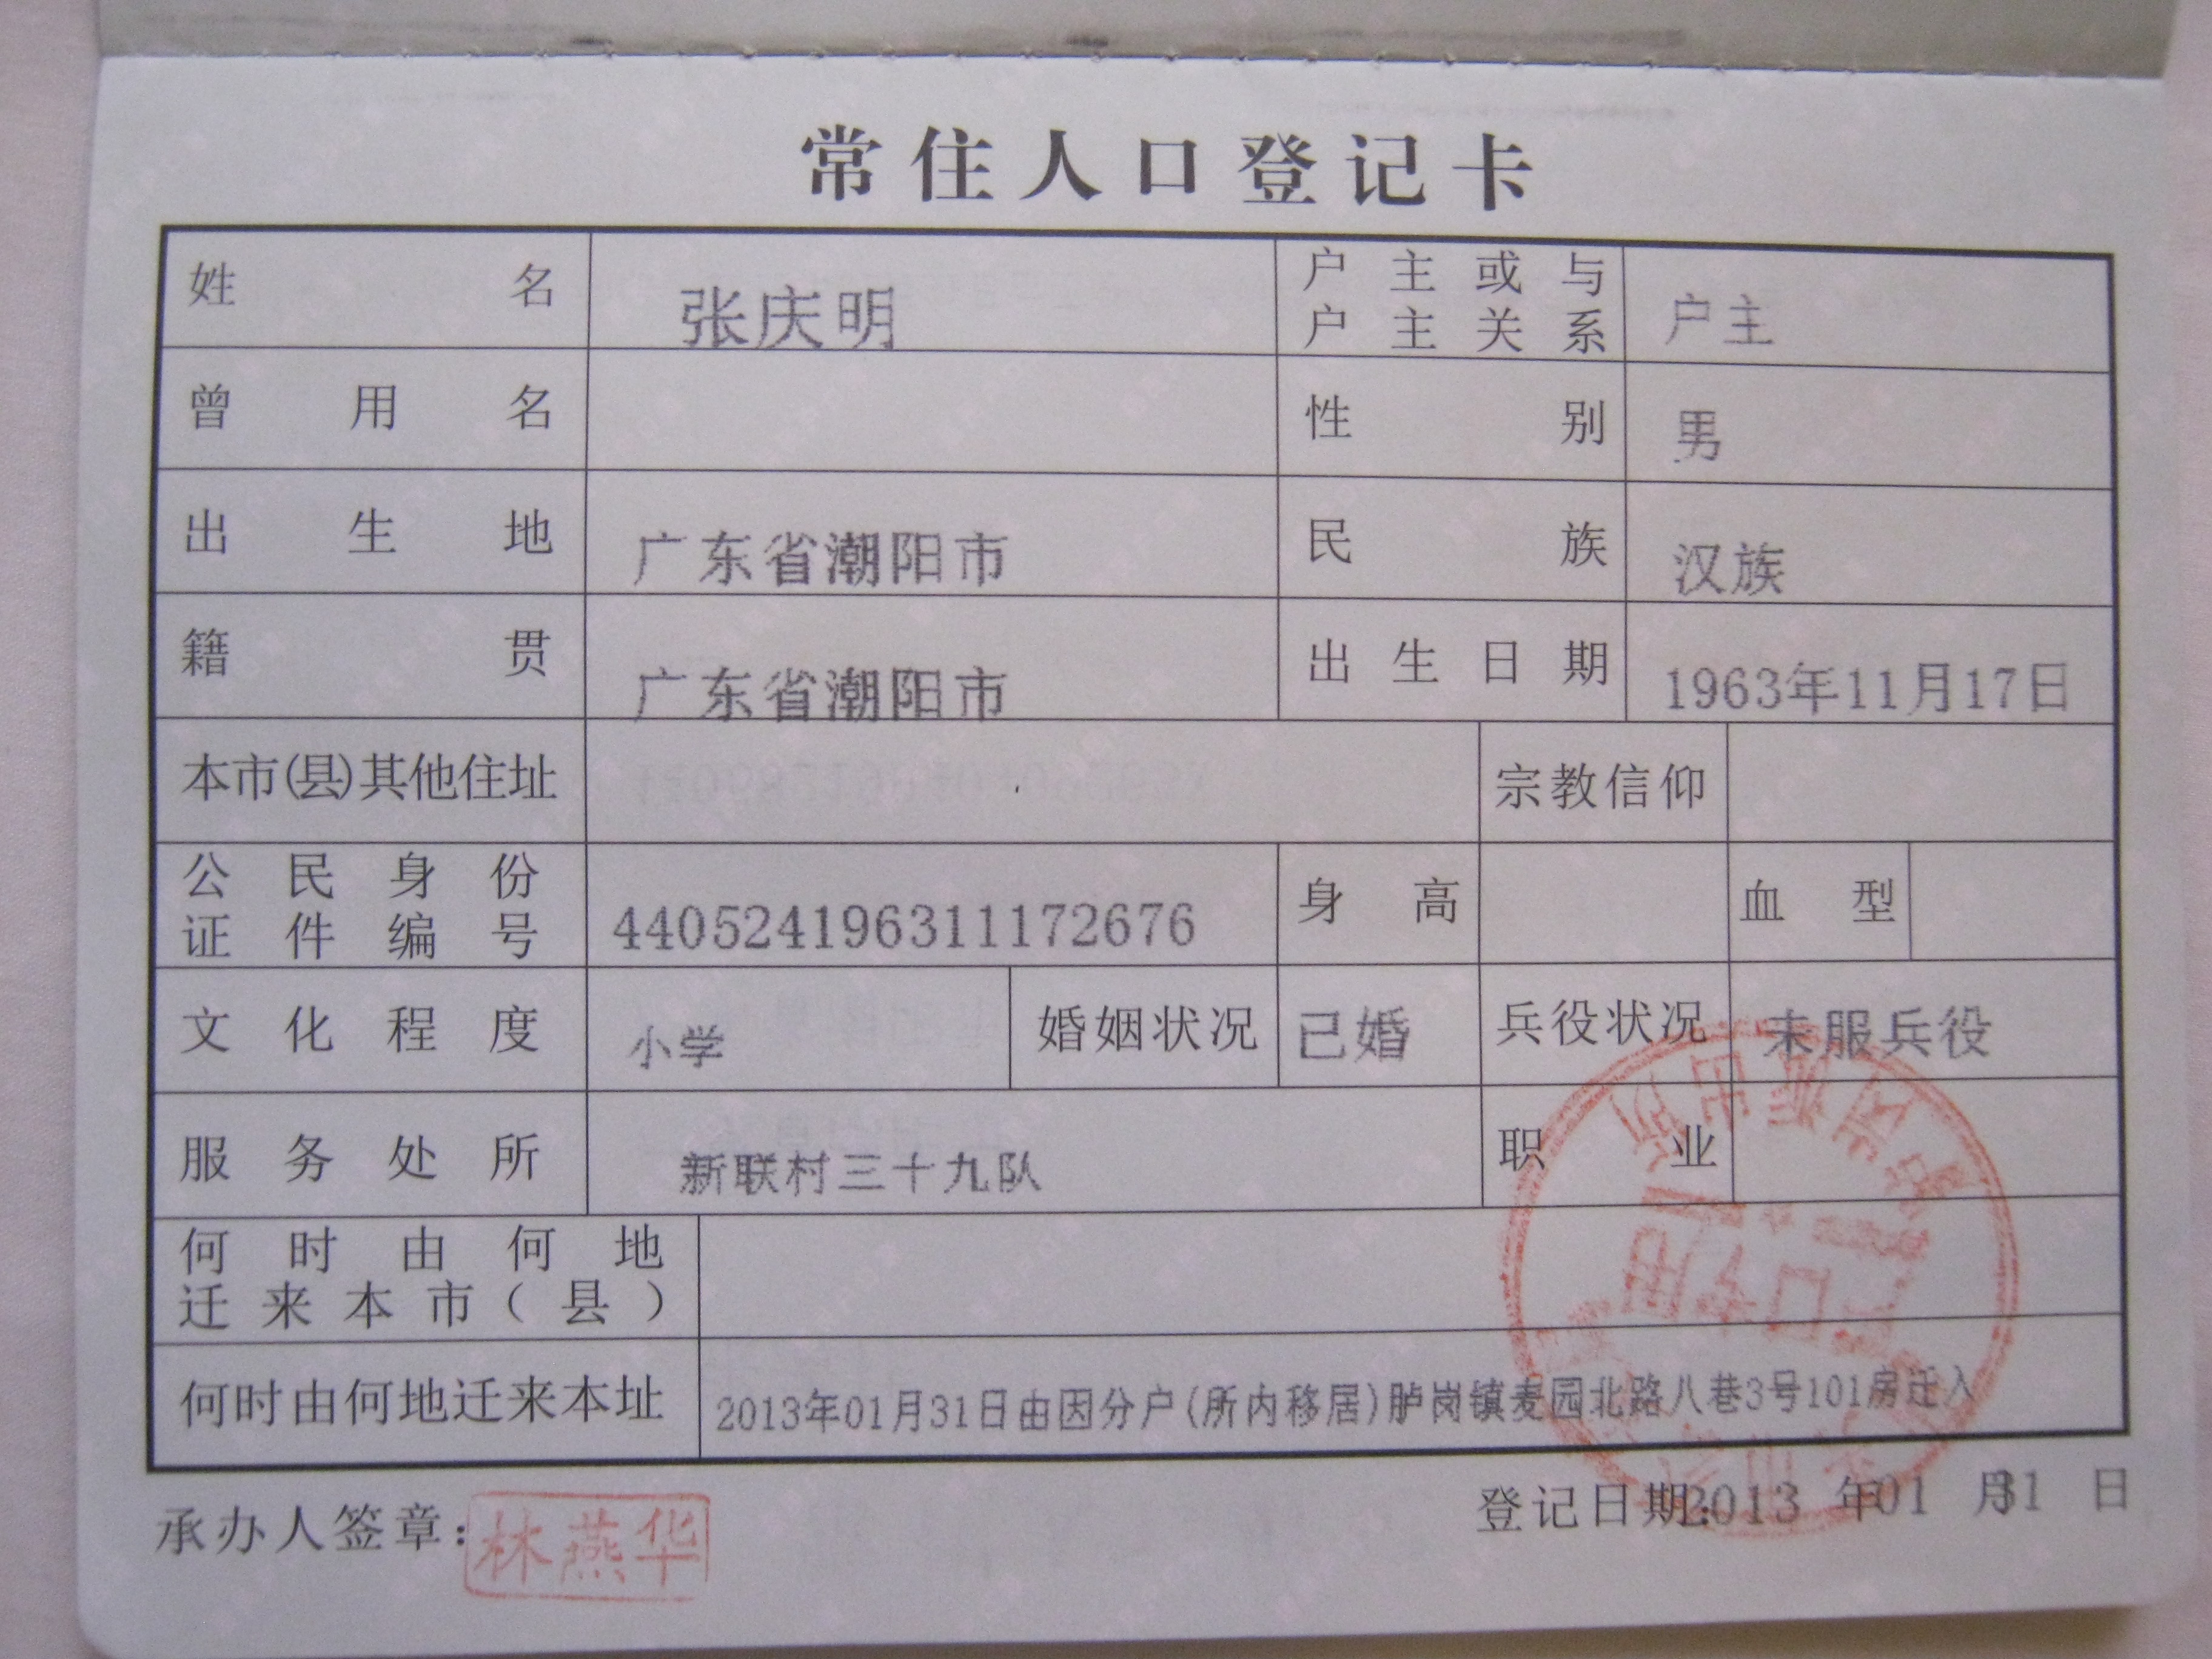 常住人口登记卡
姓名 张庆明 户主或与户主关系 户主
曾用名 性别 男
出生地 广东省潮阳市 民族 汉族
籍贯 广东省潮阳市 出生日期 1963年11月17日
本市(县)其他住址 宗教信仰
公民身份证件编号 440524196311172676 身高 血型
文化程度 小学 婚姻状况 已婚 兵役状况 未服兵役
服务处所 新联村三十九队 职业
何时由何地迁来本市(县)
何时由何地迁来本址 2013年01月31日由因分户(所内移居)胪岗镇麦园北路八巷3号101房迁入
承办人签章: 林燕华 登记日期:2013年01月31日